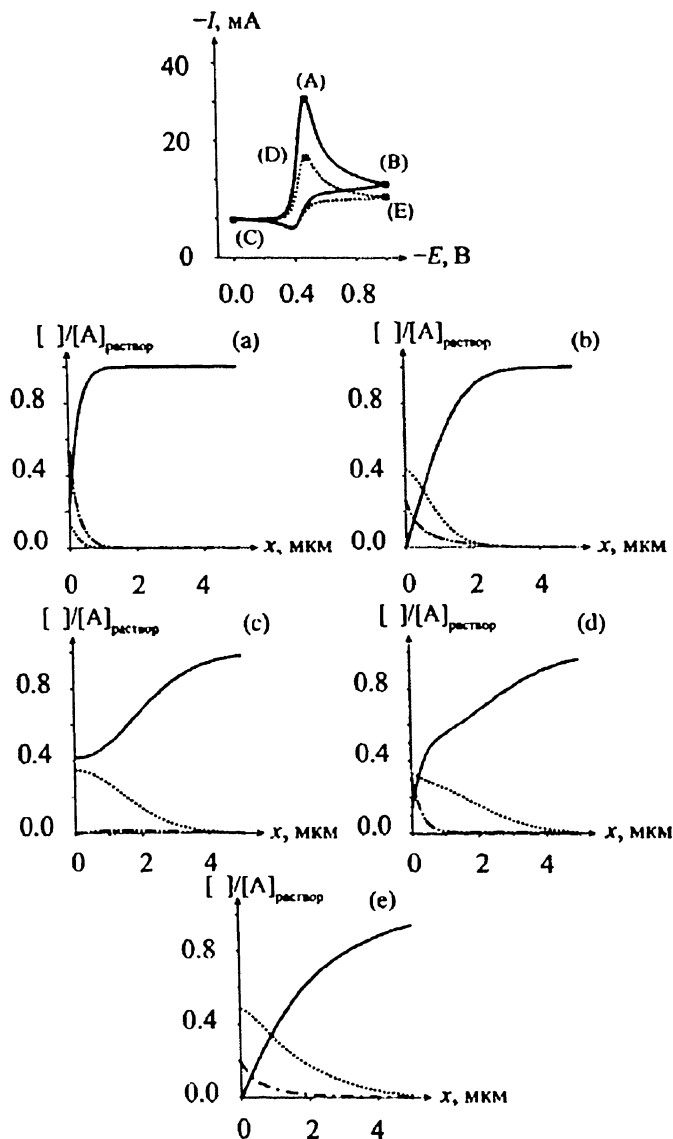 −I, мА
40
20
0
(A)
(D)
(B)
(E)
(C)
−E, В
0.0 0.4 0.8
[ ]/[A]раствор (a)
0.8
0.4
0.0
x, мкм
0 2 4
[ ]/[A]раствор (b)
0.8
0.4
0.0
x, мкм
0 2 4
[ ]/[A]раствор (c)
0.8
0.4
0.0
x, мкм
0 2 4
[ ]/[A]раствор (d)
0.8
0.4
0.0
x, мкм
0 2 4
[ ]/[A]раствор (e)
0.8
0.4
0.0
x, мкм
0 2 4